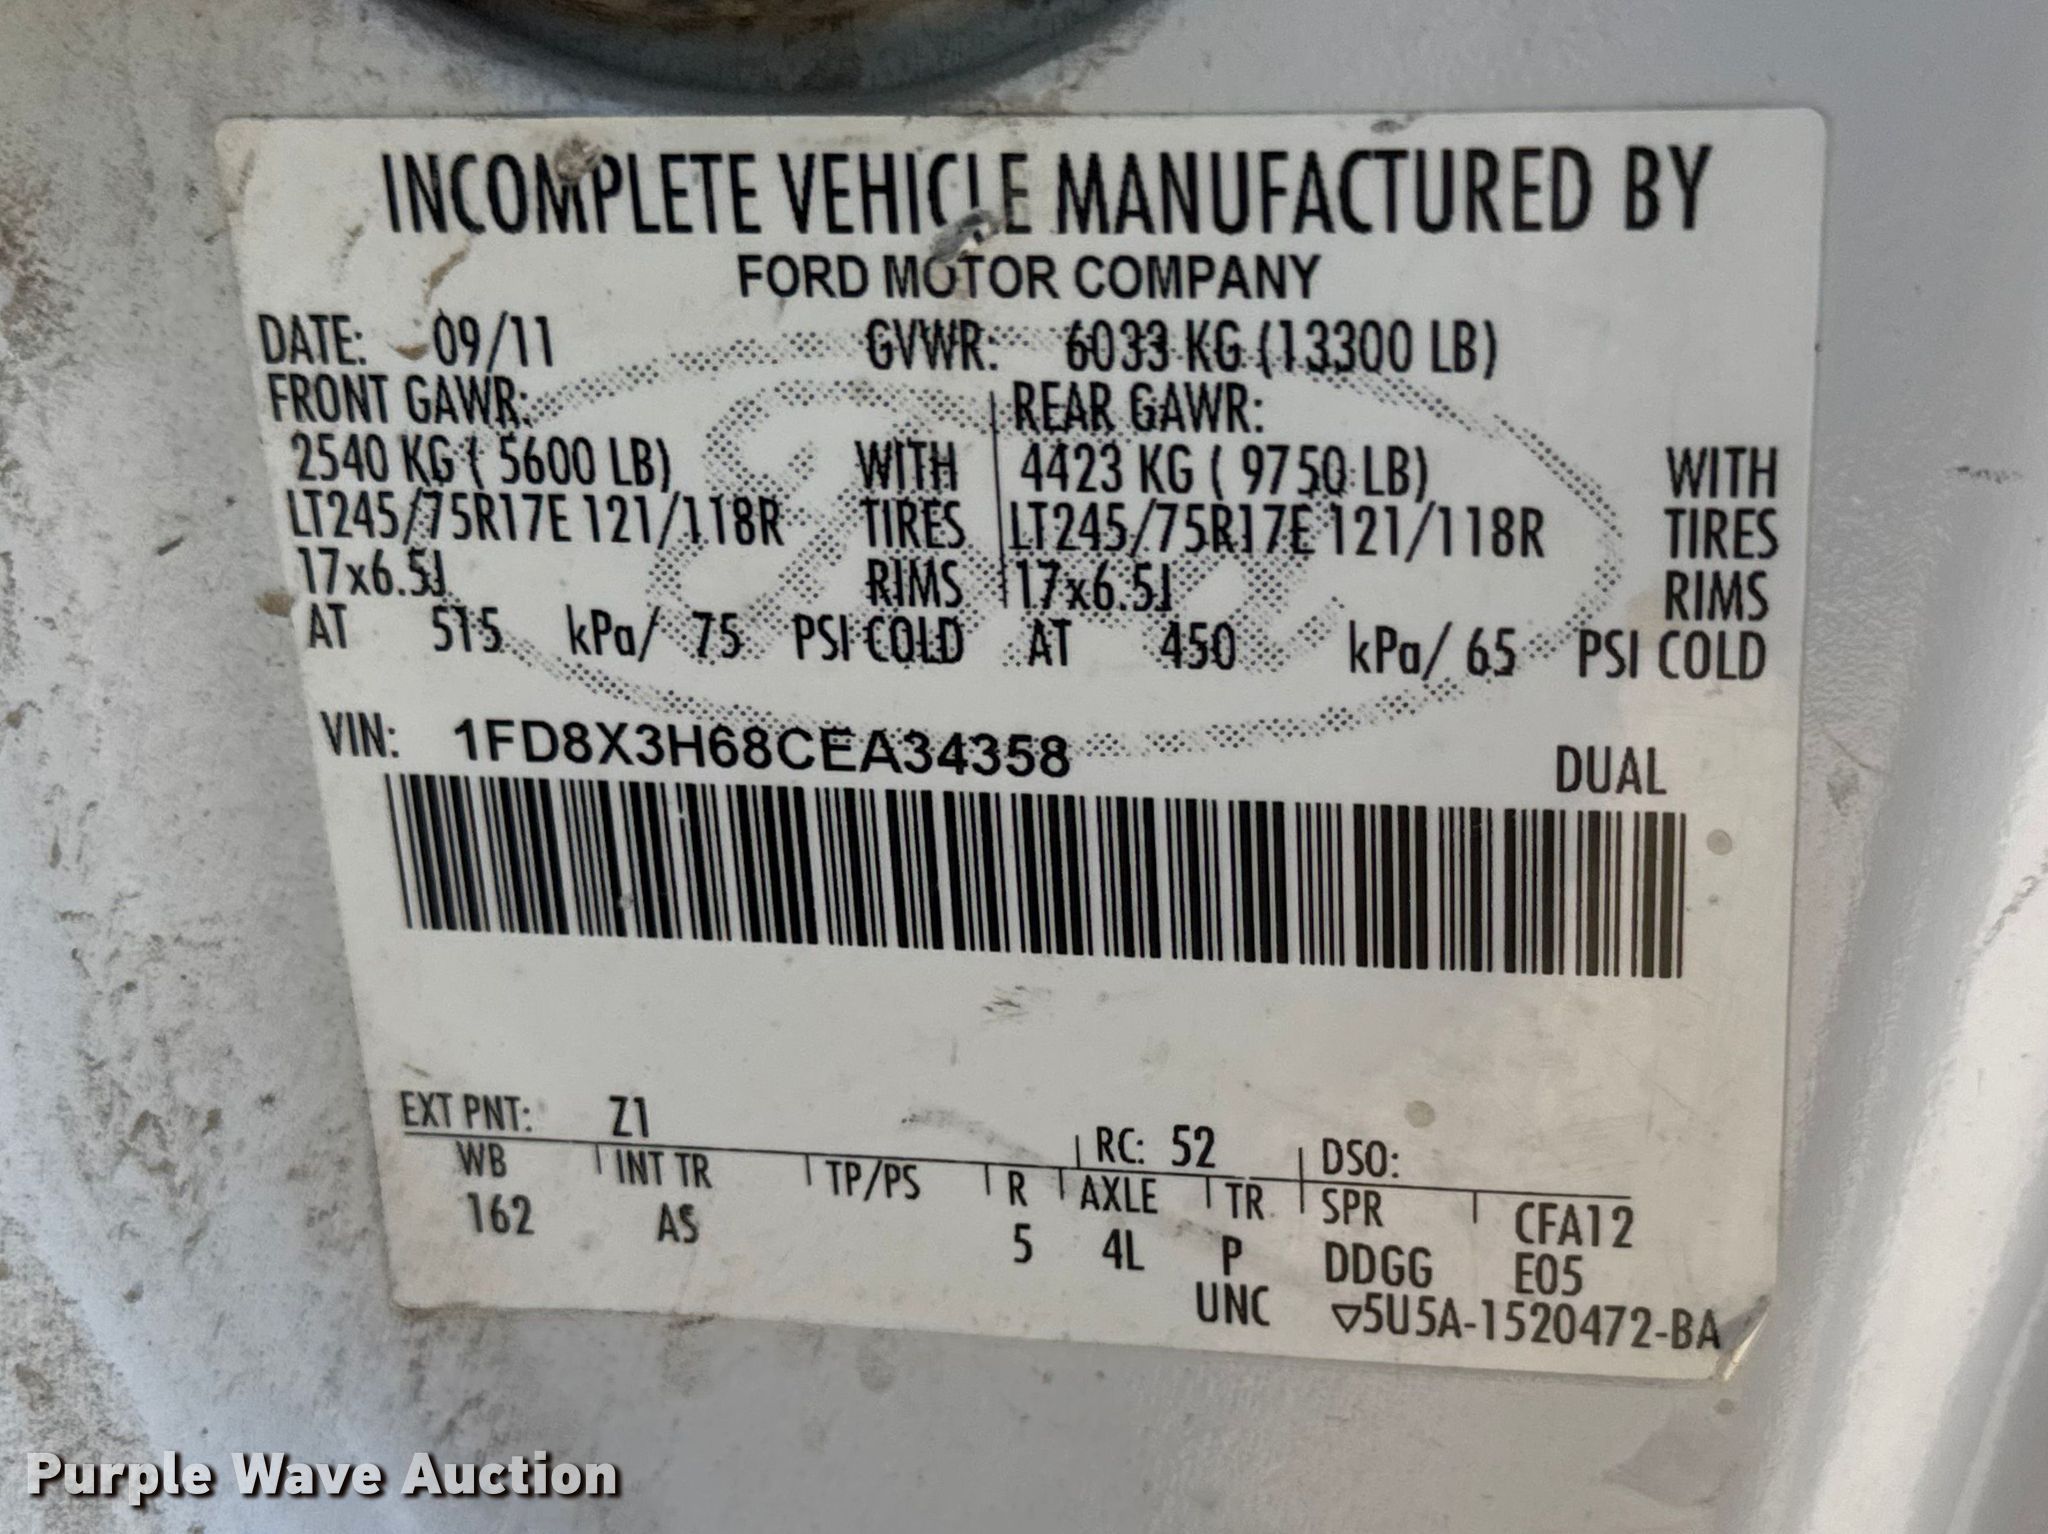 INCOMPLETE VEHICLE MANUFACTURED BY
FORD MOTOR COMPANY
DATE: 09/11 GVWR: 6033 KG (13300 LB)
FRONT GAWR: REAR GAWR:
2540 KG ( 5600 LB) WITH 4423 KG ( 9750 LB) WITH
LT245/75R17E 121/118R TIRES LT245/75R17E 121/118R TIRES
17x6.5J RIMS 17x6.5J RIMS
AT 515 kPa/ 75 PSI COLD AT 450 kPa/ 65 PSI COLD
VIN: 1FD8X3H68CEA34358
DUAL
EXT PNT: Z1 RC: 52 DSO:
WB INT TR TP/PS R AXLE TR SPR CFA12
162 AS 5 4L P DDGG E05
UNC ▽5U5A-1520472-BA
Purple Wave Auction